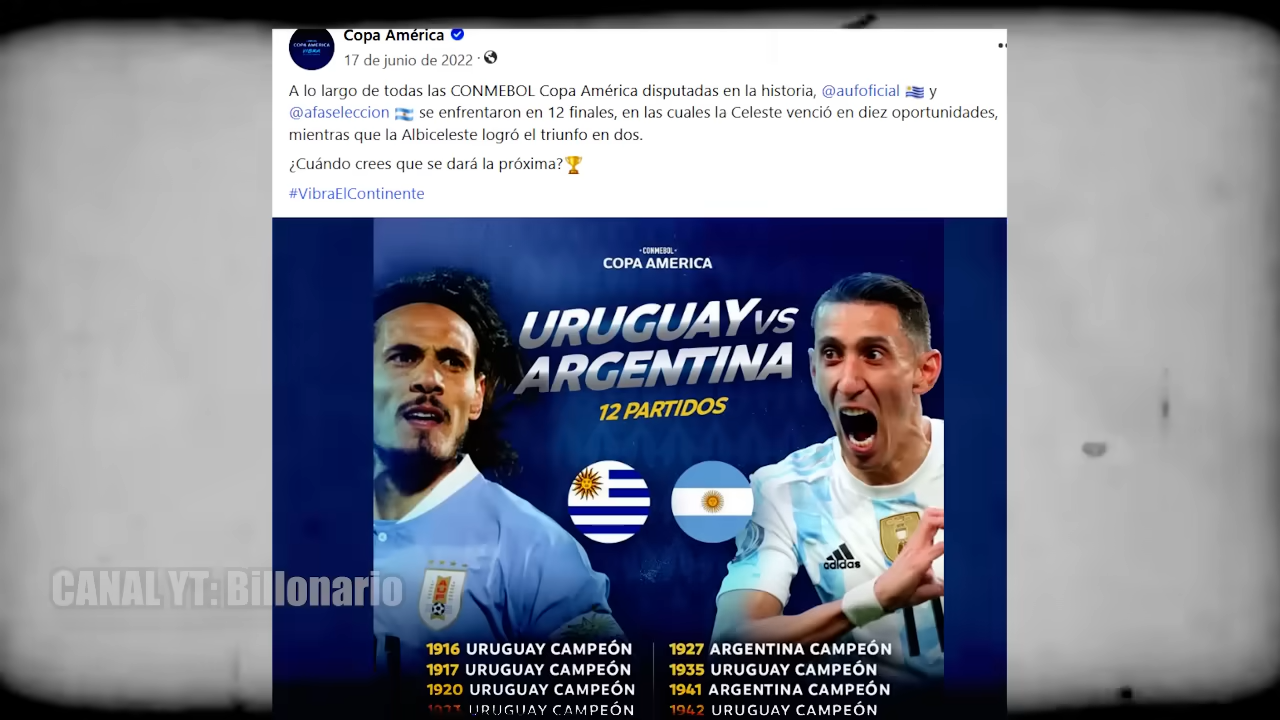 Copa América
17 de junio de 2022 ·
A lo largo de todas las CONMEBOL Copa América disputadas en la historia, @aufoficial y
@afaseleccion se enfrentaron en 12 finales, en las cuales la Celeste venció en diez oportunidades,
mientras que la Albiceleste logró el triunfo en dos.
¿Cuándo crees que se dará la próxima?
#VibraElContinente
CONMEBOL
COPA AMERICA
URUGUAY VS
ARGENTINA
12 PARTIDOS
adidas
CANAL YT: Billonario
1916 URUGUAY CAMPEÓN
1917 URUGUAY CAMPEÓN
1920 URUGUAY CAMPEÓN
1923 URUGUAY CAMPEÓN
1927 ARGENTINA CAMPEÓN
1935 URUGUAY CAMPEÓN
1941 ARGENTINA CAMPEÓN
1942 URUGUAY CAMPEÓN